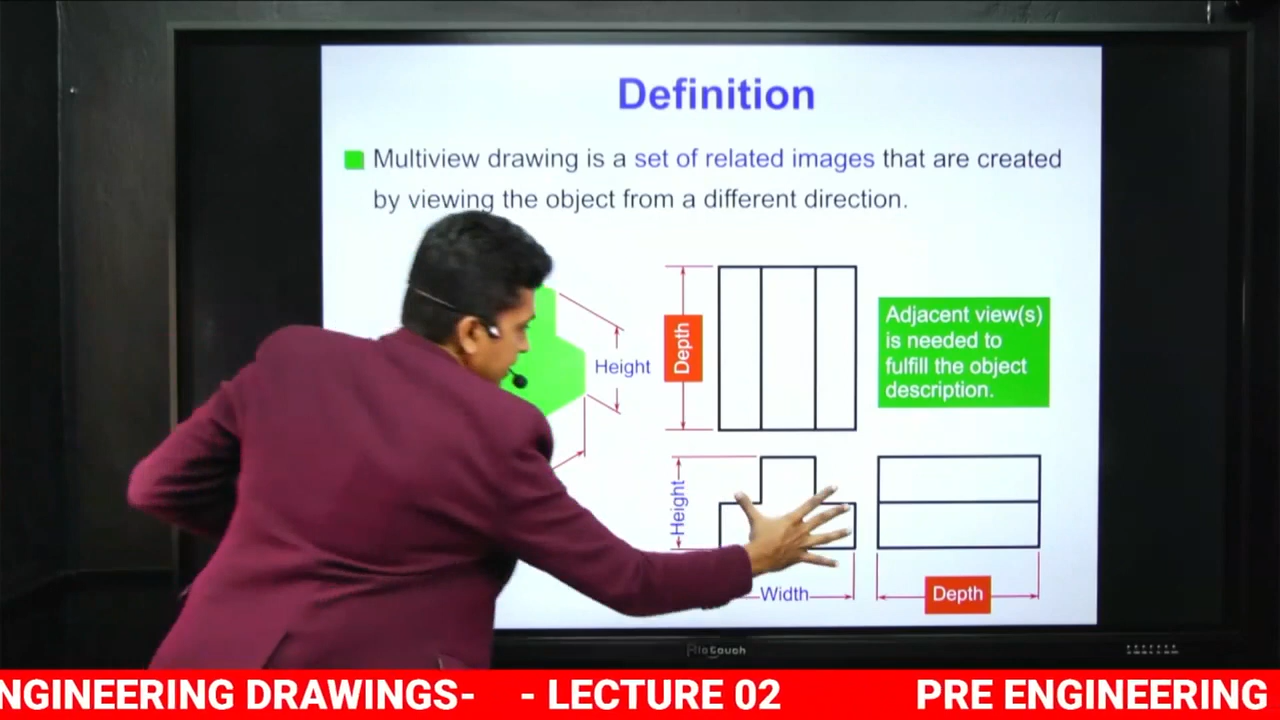 Definition
Multiview drawing is a set of related images that are created
by viewing the object from a different direction.
Height
Depth
Adjacent view(s)
is needed to
fulfill the object
description.
Height
Width
Depth
NGINEERING DRAWINGS- - LECTURE 02 PRE ENGINEERING